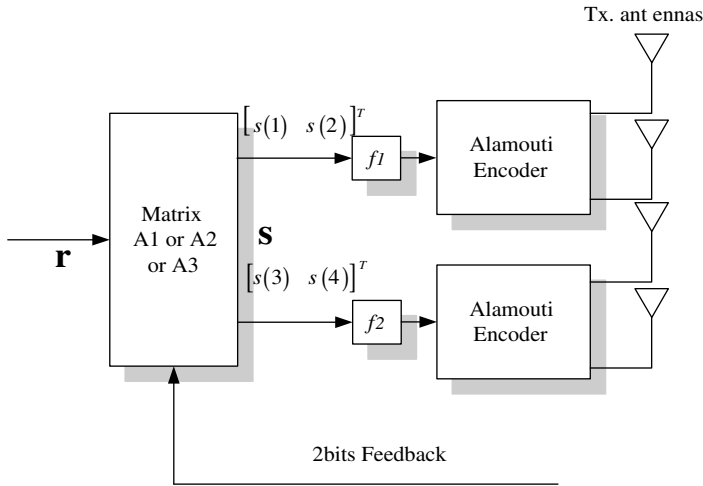 Tx. ant ennas
[s(1) s(2)]^T
f1
Alamouti
Encoder
Matrix
A1 or A2
or A3
r
s
[s(3) s(4)]^T
f2
Alamouti
Encoder
2bits Feedback